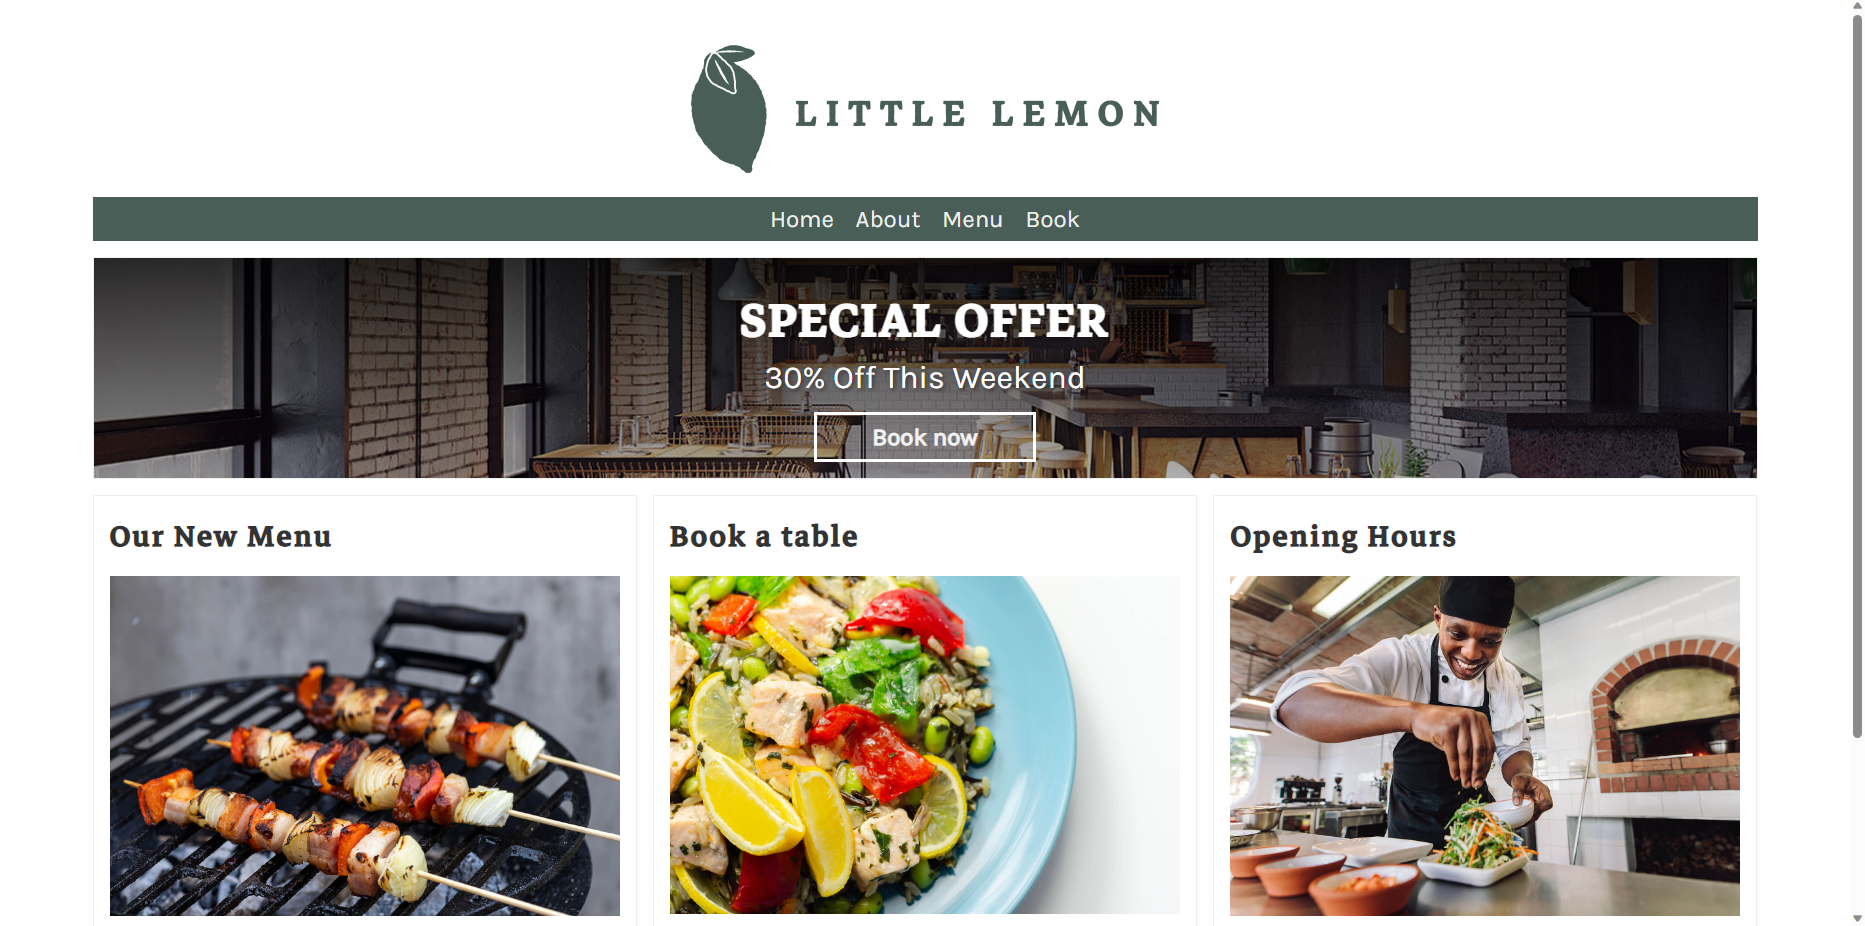 LITTLE LEMON
Home About Menu Book
SPECIAL OFFER
30% Off This Weekend
Book now
Our New Menu
Book a table
Opening Hours